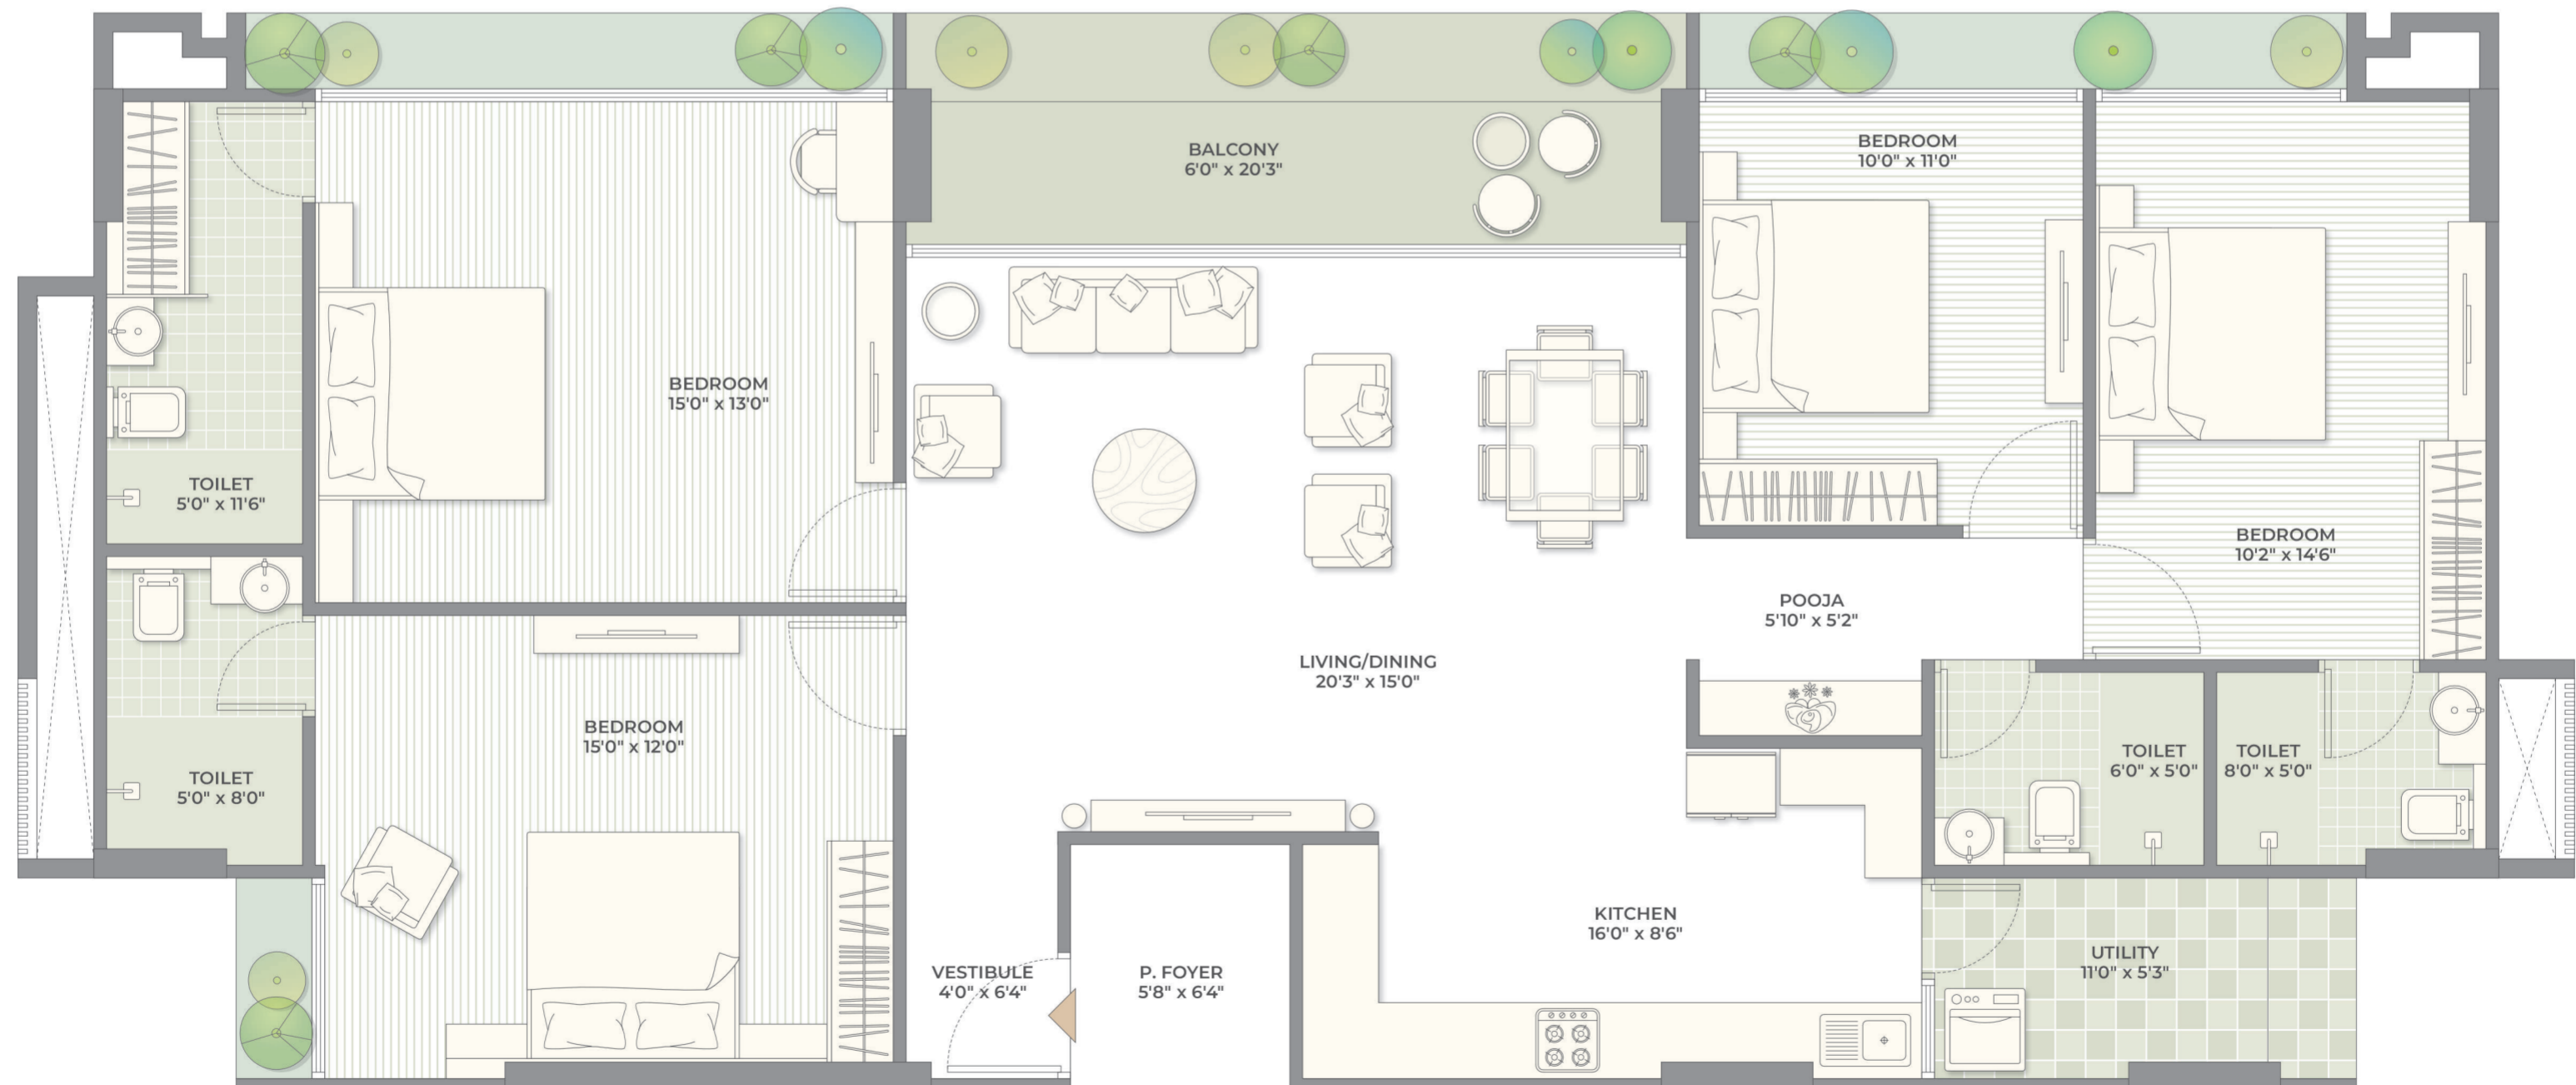 BALCONY
6'0" x 20'3"
BEDROOM
10'0" x 11'0"
BEDROOM
15'0" x 13'0"
TOILET
5'0" x 11'6"
BEDROOM
10'2" x 14'6"
POOJA
5'10" x 5'2"
LIVING/DINING
20'3" x 15'0"
BEDROOM
15'0" x 12'0"
TOILET
5'0" x 8'0"
TOILET
6'0" x 5'0"
TOILET
8'0" x 5'0"
KITCHEN
16'0" x 8'6"
VESTIBULE
4'0" x 6'4"
P. FOYER
5'8" x 6'4"
UTILITY
11'0" x 5'3"